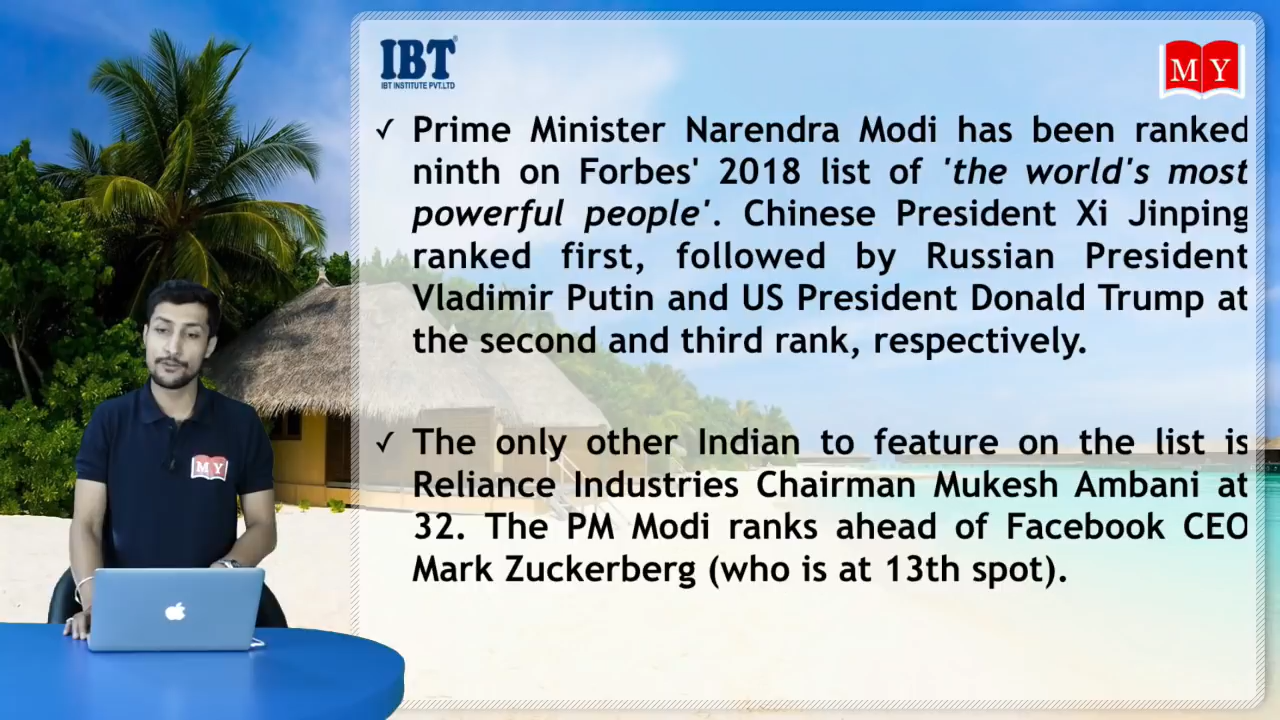 IBT
IBT INSTITUTE PVT.LTD
M Y
✓ Prime Minister Narendra Modi has been ranked
ninth on Forbes' 2018 list of 'the world's most
powerful people'. Chinese President Xi Jinping
ranked first, followed by Russian President
Vladimir Putin and US President Donald Trump at
the second and third rank, respectively.
✓ The only other Indian to feature on the list is
Reliance Industries Chairman Mukesh Ambani at
32. The PM Modi ranks ahead of Facebook CEO
Mark Zuckerberg (who is at 13th spot).
M Y